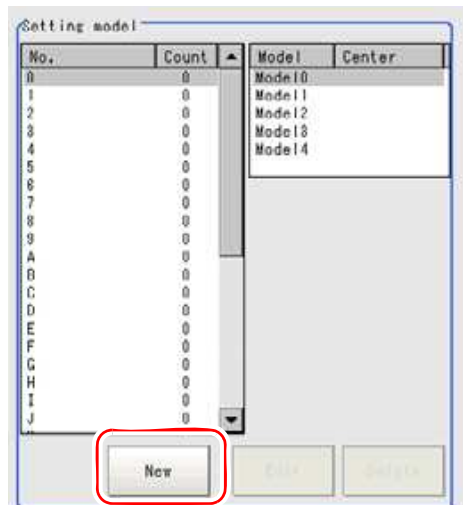 Setting model
No. Count Model Center
0 0 Model0
1 0 Model1
2 0 Model2
3 0 Model3
4 0 Model4
5 0
6 0
7 0
8 0
9 0
A 0
B 0
C 0
D 0
E 0
F 0
G 0
H 0
I 0
J 0
New Edit Delete